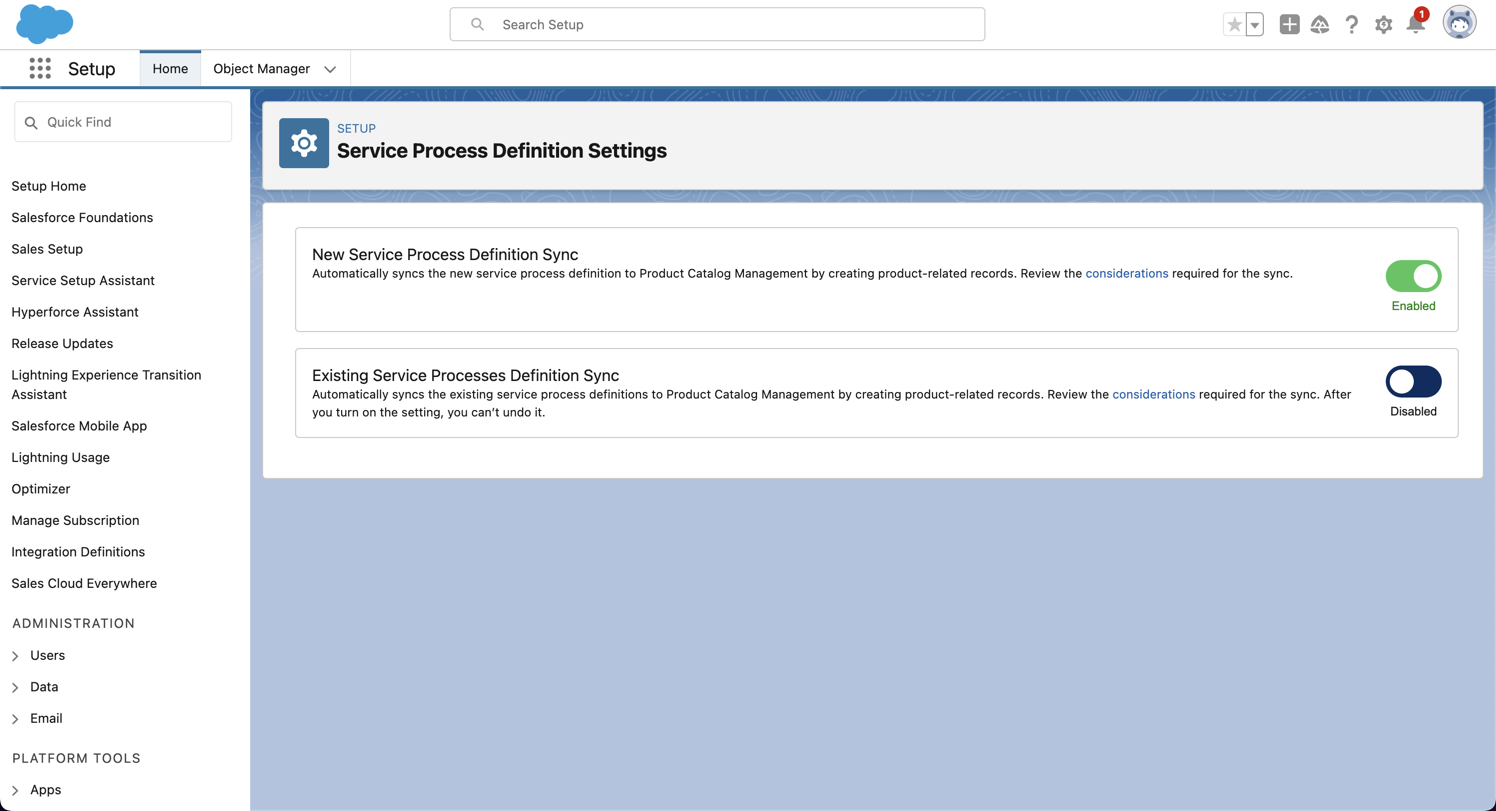 Search Setup
1
Setup
Home
Object Manager
Quick Find
Setup Home
Salesforce Foundations
Sales Setup
Service Setup Assistant
Hyperforce Assistant
Release Updates
Lightning Experience Transition
Assistant
Salesforce Mobile App
Lightning Usage
Optimizer
Manage Subscription
Integration Definitions
Sales Cloud Everywhere
ADMINISTRATION
Users
Data
Email
PLATFORM TOOLS
Apps
SETUP
Service Process Definition Settings
New Service Process Definition Sync
Automatically syncs the new service process definition to Product Catalog Management by creating product-related records. Review the considerations required for the sync.
Enabled
Existing Service Processes Definition Sync
Automatically syncs the existing service process definitions to Product Catalog Management by creating product-related records. Review the considerations required for the sync. After
you turn on the setting, you can’t undo it.
Disabled